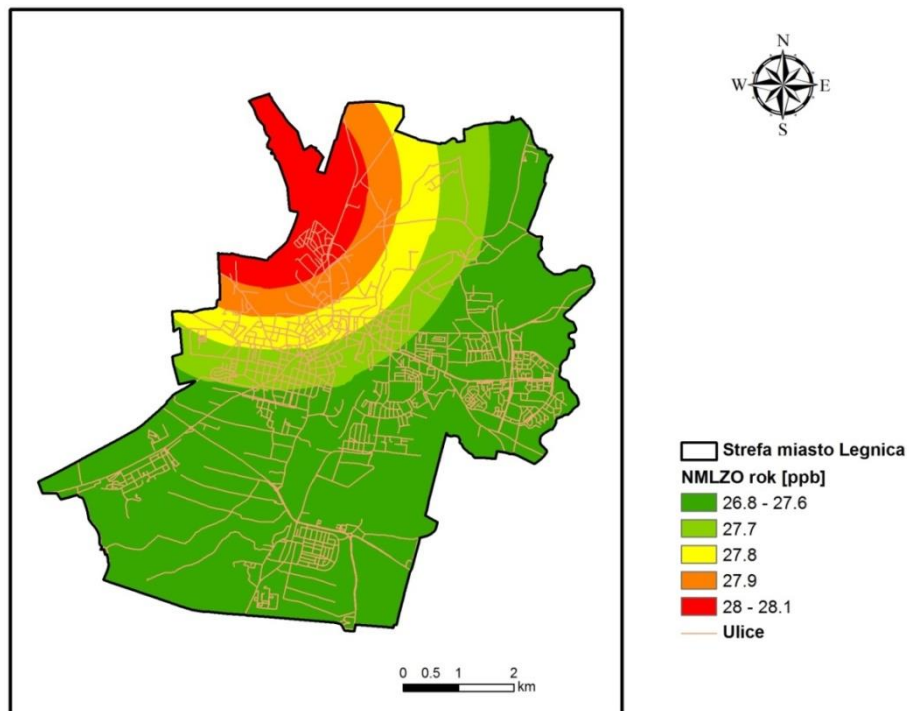 N
W E
S
Strefa miasto Legnica
NMLZO rok [ppb]
26.8 - 27.6
27.7
27.8
27.9
28 - 28.1
Ulice
0 0.5 1 2
km